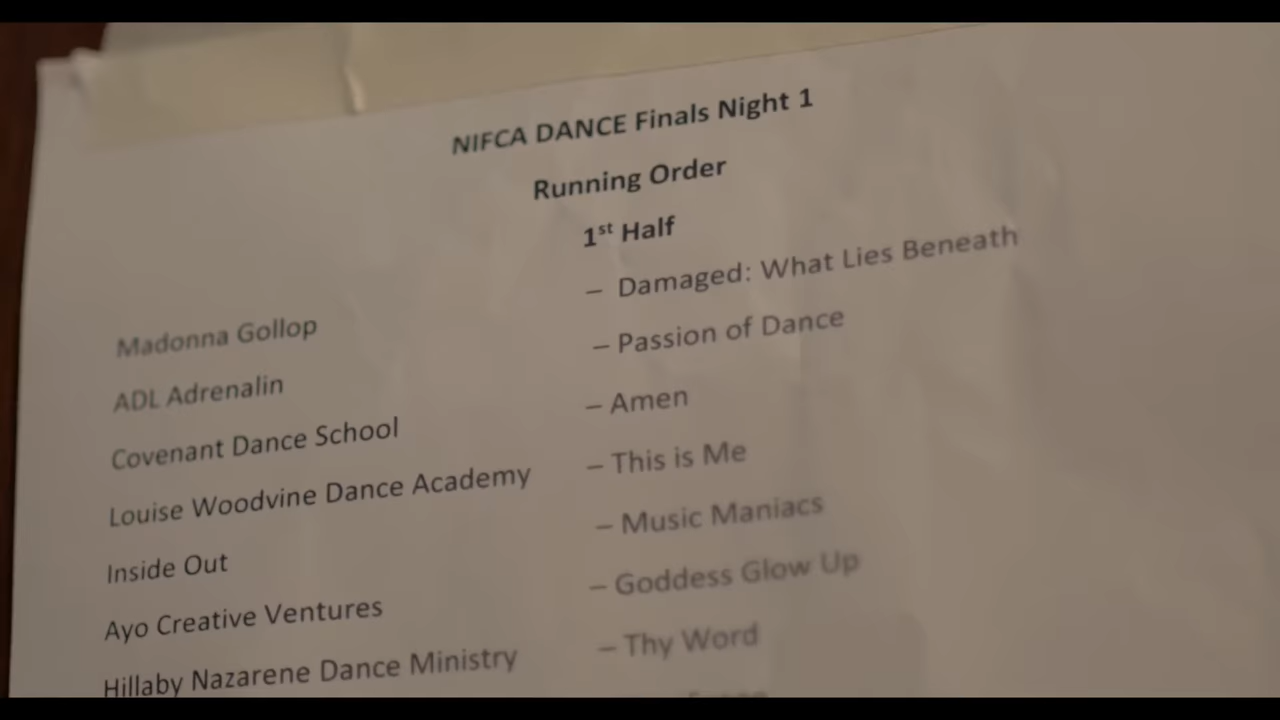 NIFCA DANCE Finals Night 1
Running Order
1st Half
Madonna Gollop – Damaged: What Lies Beneath
ADL Adrenalin – Passion of Dance
Covenant Dance School – Amen
Louise Woodvine Dance Academy – This is Me
Inside Out – Music Maniacs
Ayo Creative Ventures – Goddess Glow Up
Hillaby Nazarene Dance Ministry – Thy Word